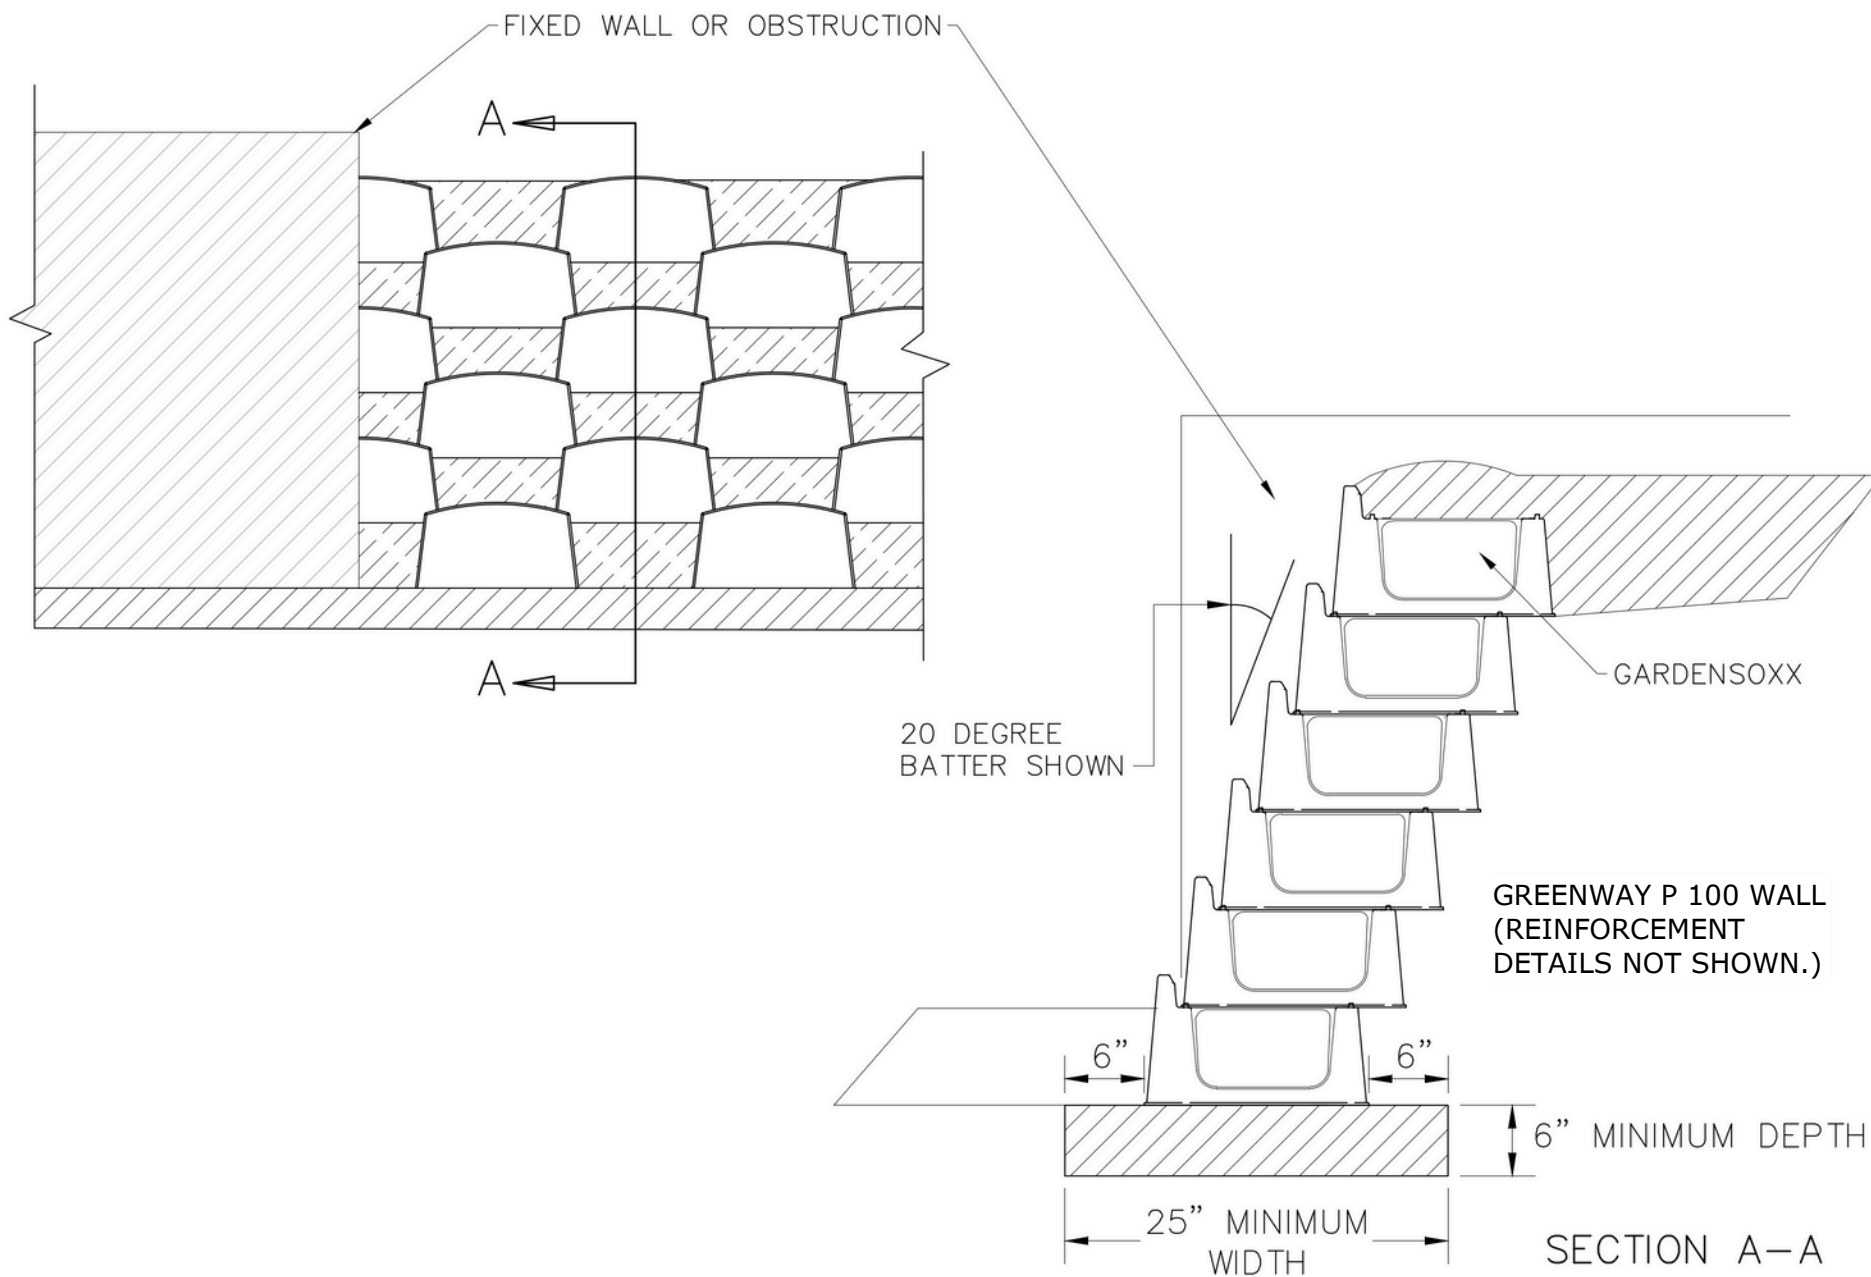 FIXED WALL OR OBSTRUCTION
A
A
20 DEGREE
BATTER SHOWN
GARDENSOXX
GREENWAY P 100 WALL
(REINFORCEMENT
DETAILS NOT SHOWN.)
6”
6”
6” MINIMUM DEPTH
25” MINIMUM
WIDTH
SECTION A–A